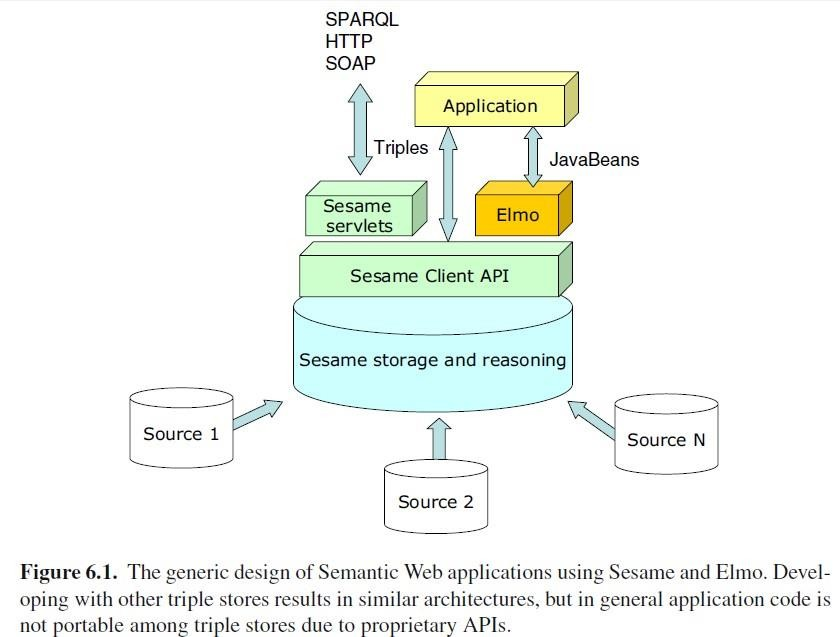 SPARQL
HTTP
SOAP
Application
Triples
JavaBeans
Sesame
servlets
Elmo
Sesame Client API
Sesame storage and reasoning
Source 1
Source 2
Source N
Figure 6.1. The generic design of Semantic Web applications using Sesame and Elmo. Devel-
oping with other triple stores results in similar architectures, but in general application code is
not portable among triple stores due to proprietary APIs.